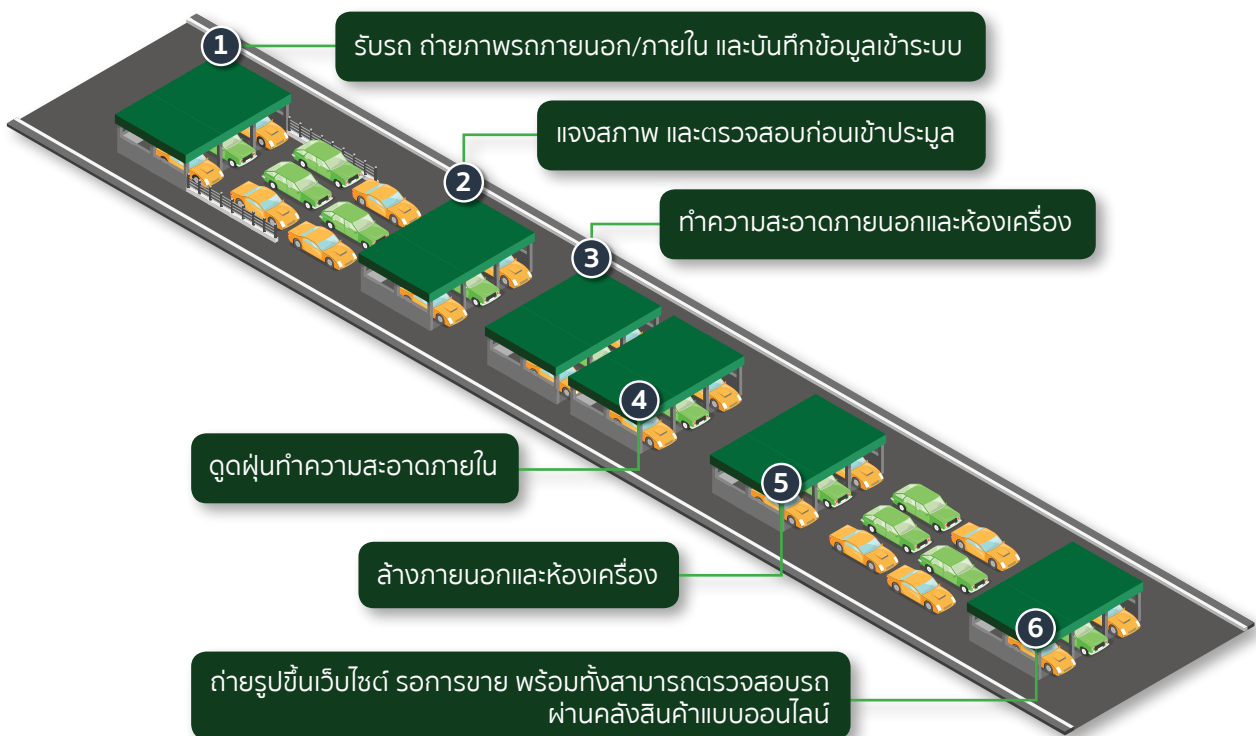 1
รับรถ ถ่ายภาพรถภายนอก/ภายใน และบันทึกข้อมูลเข้าระบบ
2
แจงสภาพ และตรวจสอบก่อนเข้าประมูล
3
ทำความสะอาดภายนอกและห้องเครื่อง
4
ดูดฝุ่นทำความสะอาดภายใน
5
ล้างภายนอกและห้องเครื่อง
6
ถ่ายรูปขึ้นเว็บไซต์ รอการขาย พร้อมทั้งสามารถตรวจสอบรถ
ผ่านคลังสินค้าแบบออนไลน์